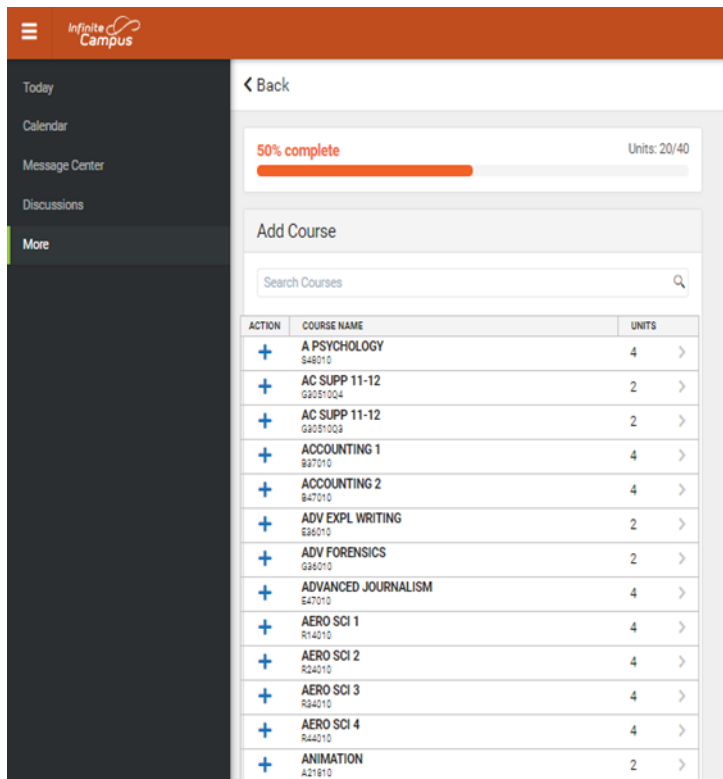 Infinite
Campus
Today
Calendar
Message Center
Discussions
More
Back
50% complete Units: 20/40
Add Course
Search Courses
ACTION COURSE NAME UNITS
A PSYCHOLOGY 4
S48010
AC SUPP 11-12 2
G30510Q4
AC SUPP 11-12 2
G30510Q3
ACCOUNTING 1 4
B37010
ACCOUNTING 2 4
B47010
ADV EXPL WRITING 2
E36010
ADV FORENSICS 2
G36010
ADVANCED JOURNALISM 4
E47010
AERO SCI 1 4
R14010
AERO SCI 2 4
R24010
AERO SCI 3 4
R34010
AERO SCI 4 4
R44010
ANIMATION 2
A21810